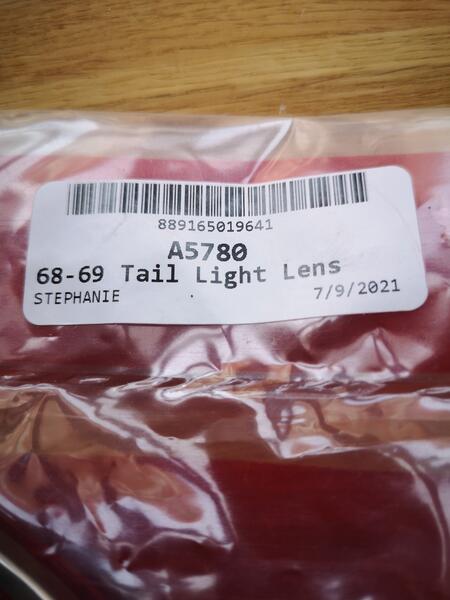 889165019641
A5780
68-69 Tail Light Lens
STEPHANIE 7/9/2021